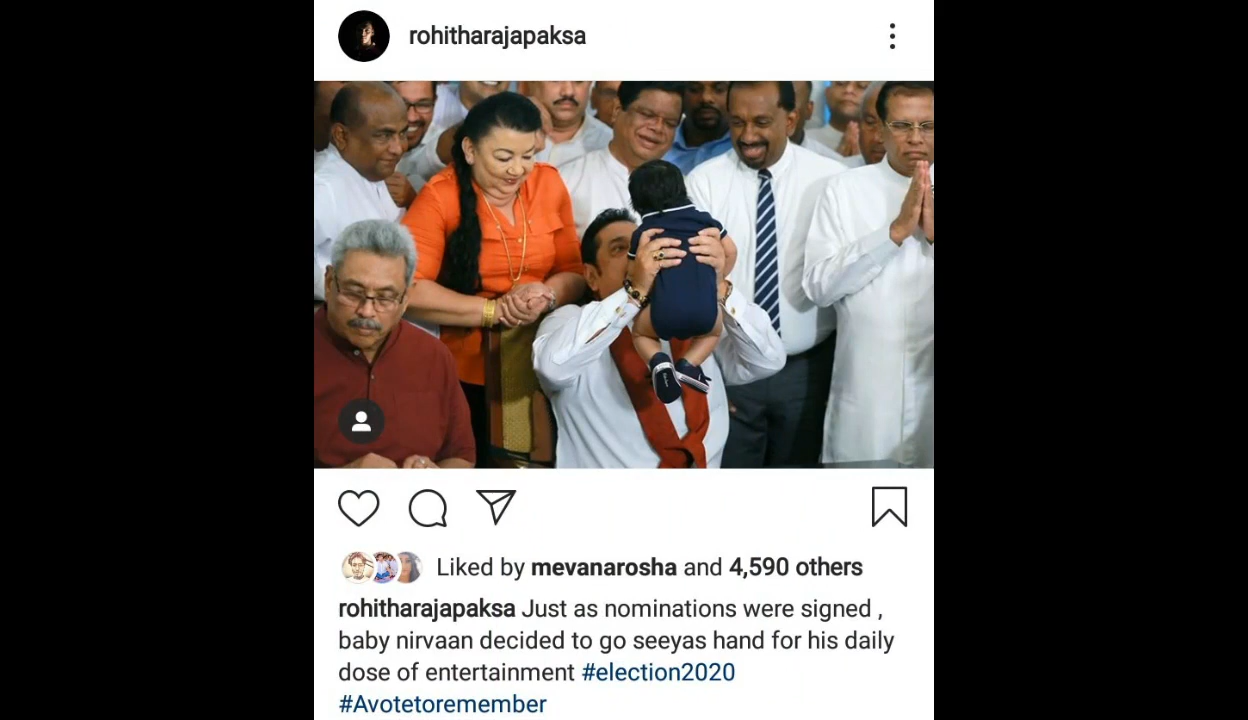 rohitharajapaksa
Liked by mevanarosha and 4,590 others
rohitharajapaksa Just as nominations were signed ,
baby nirvaan decided to go seeyas hand for his daily
dose of entertainment #election2020
#Avotetoremember